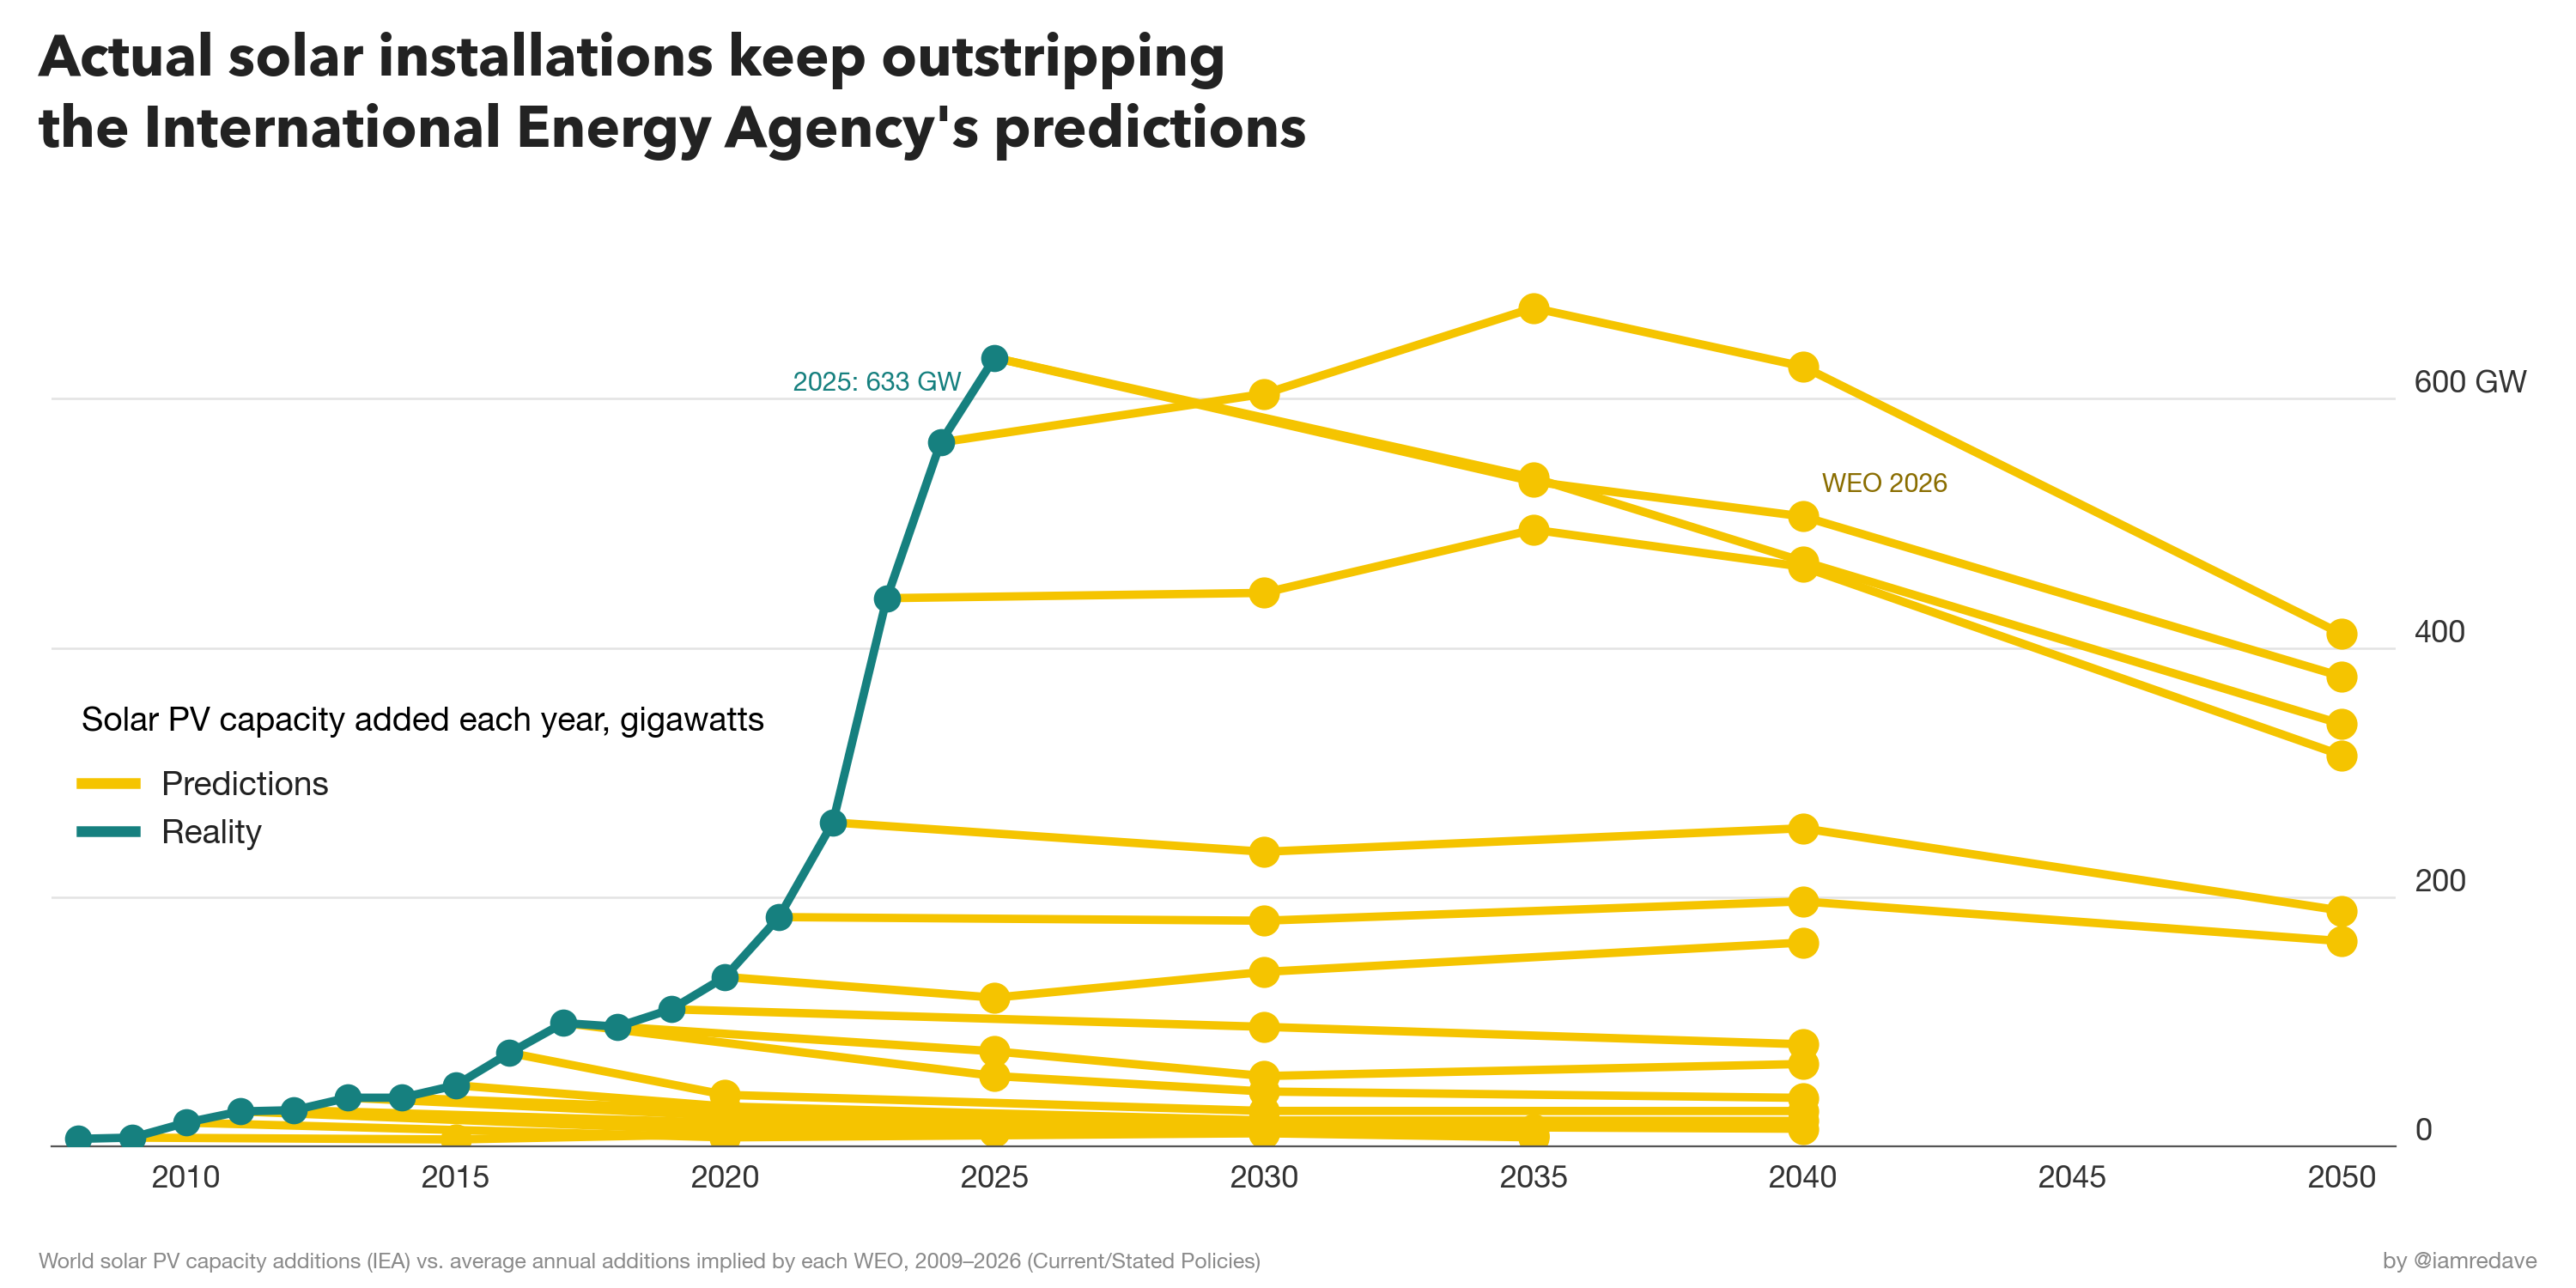 Actual solar installations keep outstripping
the International Energy Agency's predictions
2025: 633 GW
600 GW
WEO 2026
400
Solar PV capacity added each year, gigawatts
Predictions
Reality
200
0
2010
2015
2020
2025
2030
2035
2040
2045
2050
World solar PV capacity additions (IEA) vs. average annual additions implied by each WEO, 2009–2026 (Current/Stated Policies)
by @iamredave